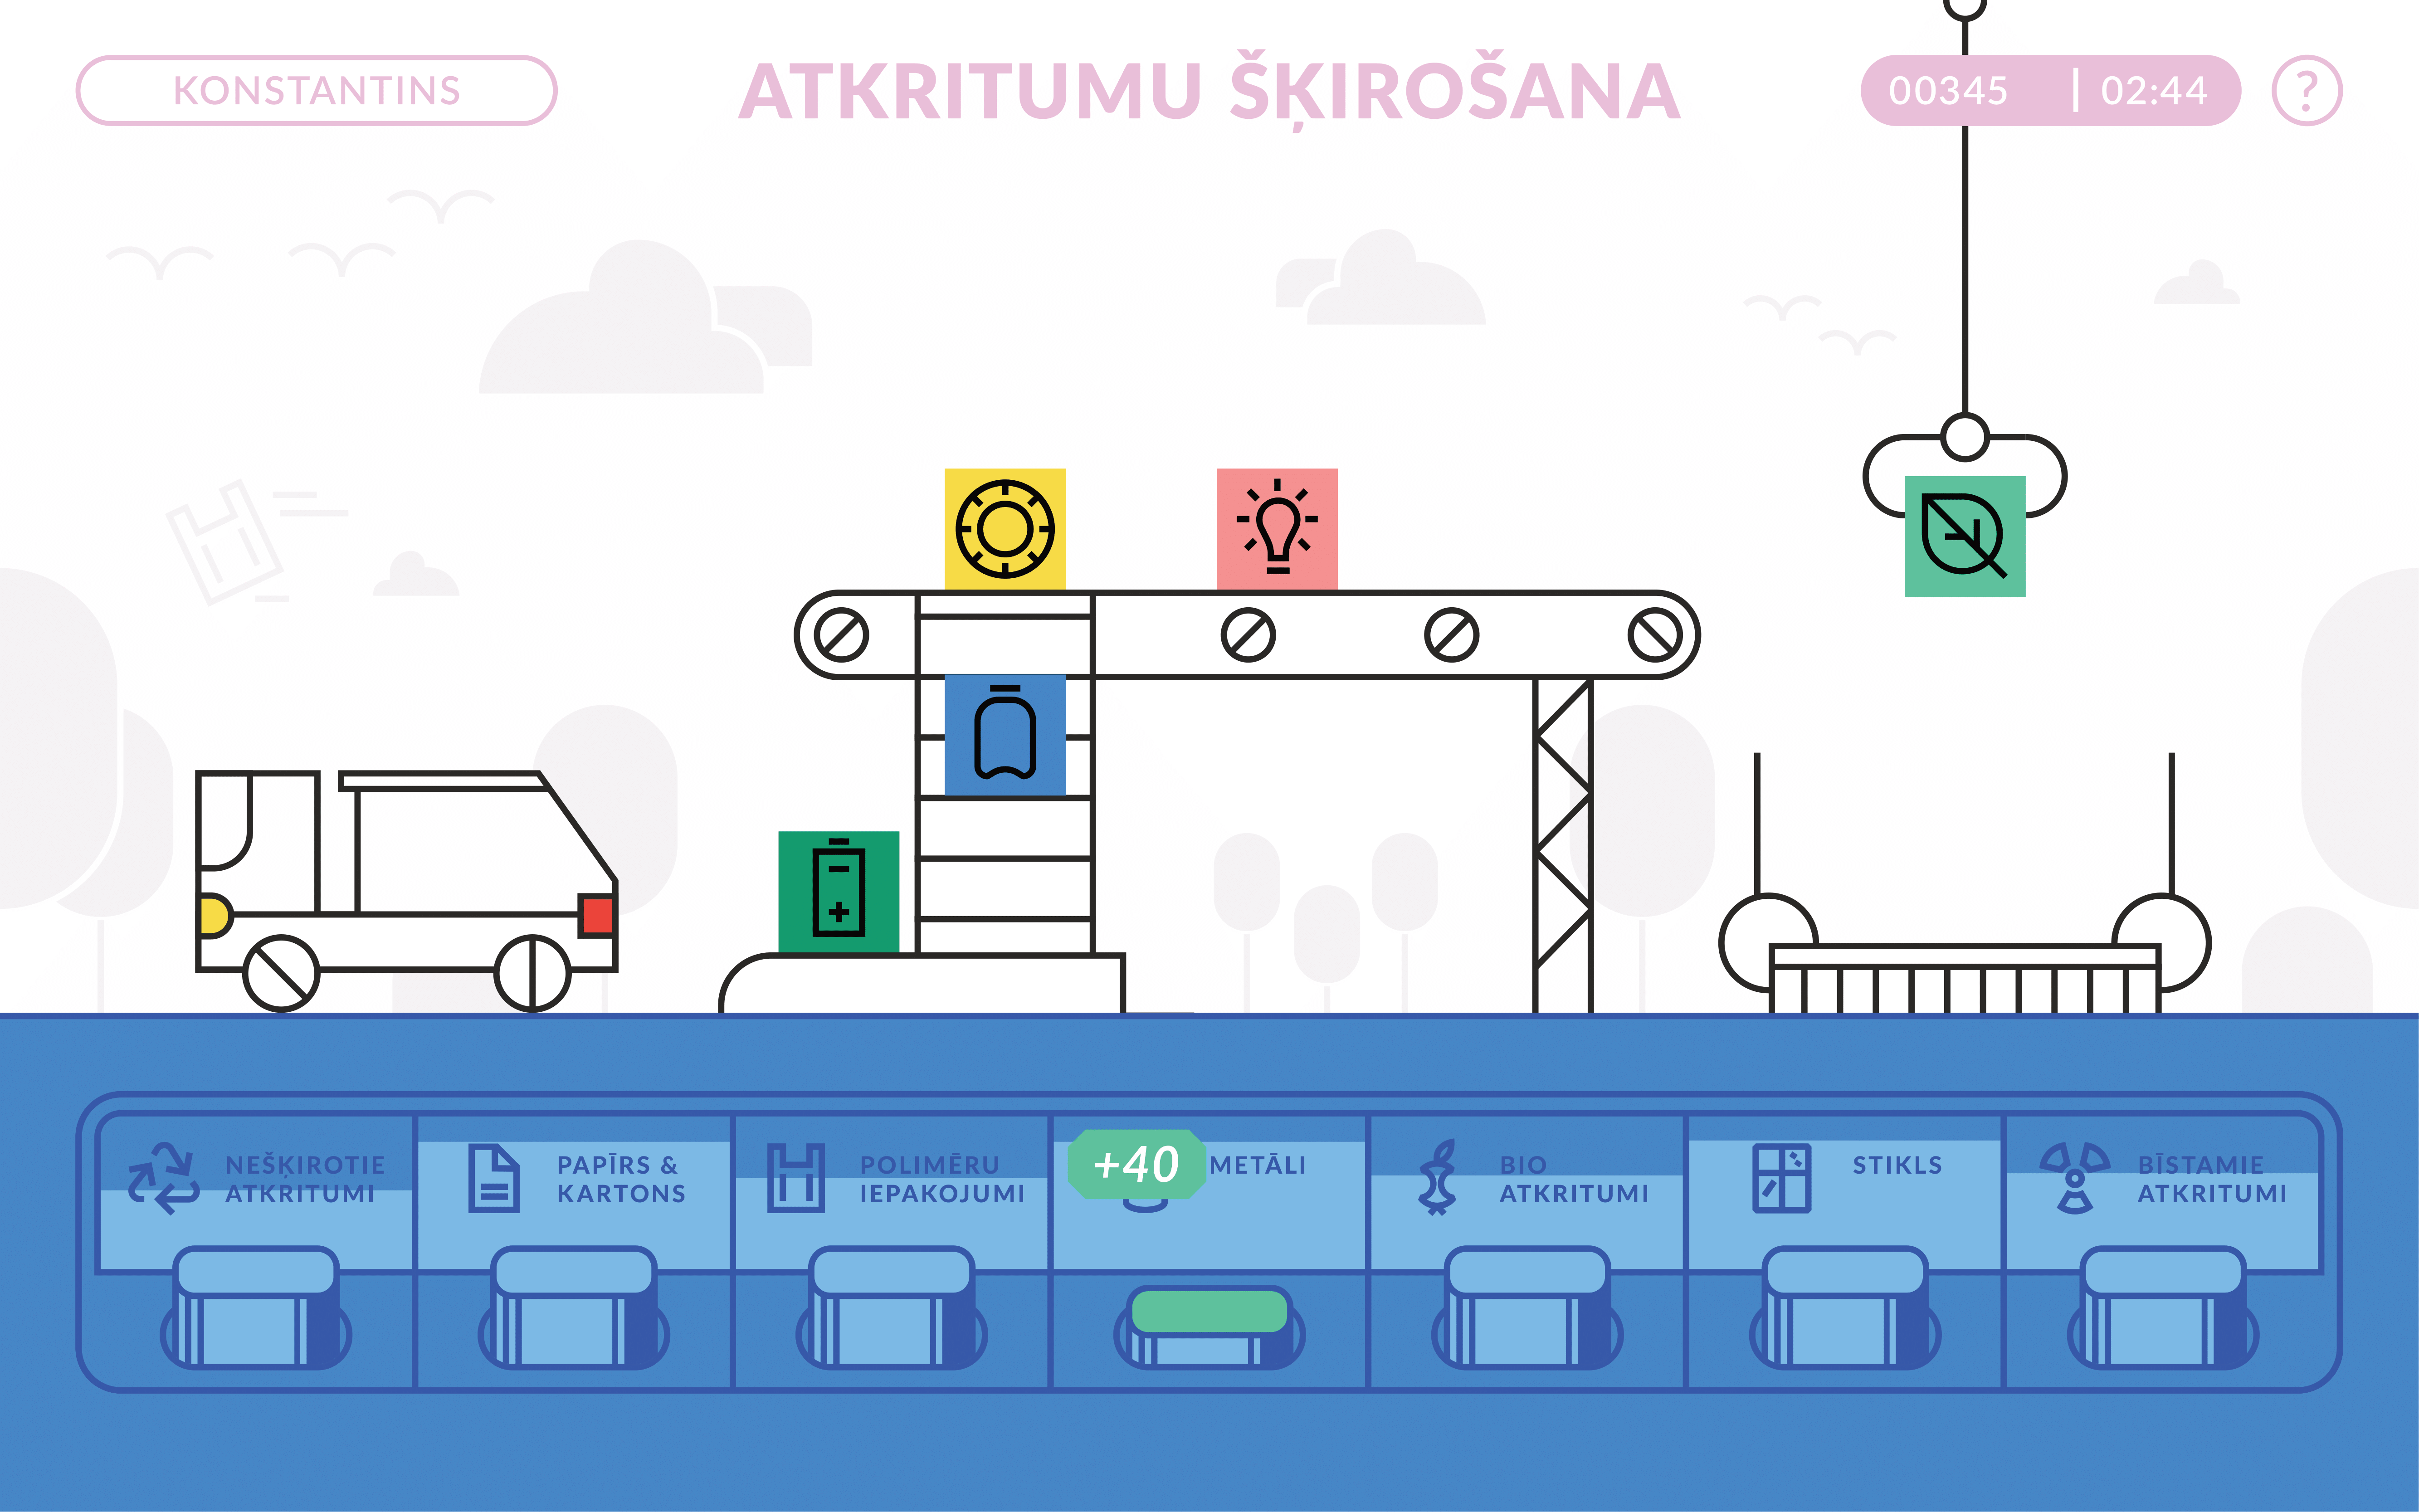 KONSTANTINS
ATKRITUMU ŠĶIROŠANA
00345 | 02:44
?
NEŠĶIROTIE
ATKRITUMI
PAPĪRS &
KARTONS
POLIMĒRU
IEPAKOJUMI
+40
METĀLI
BIO
ATKRITUMI
STIKLS
BĪSTAMIE
ATKRITUMI